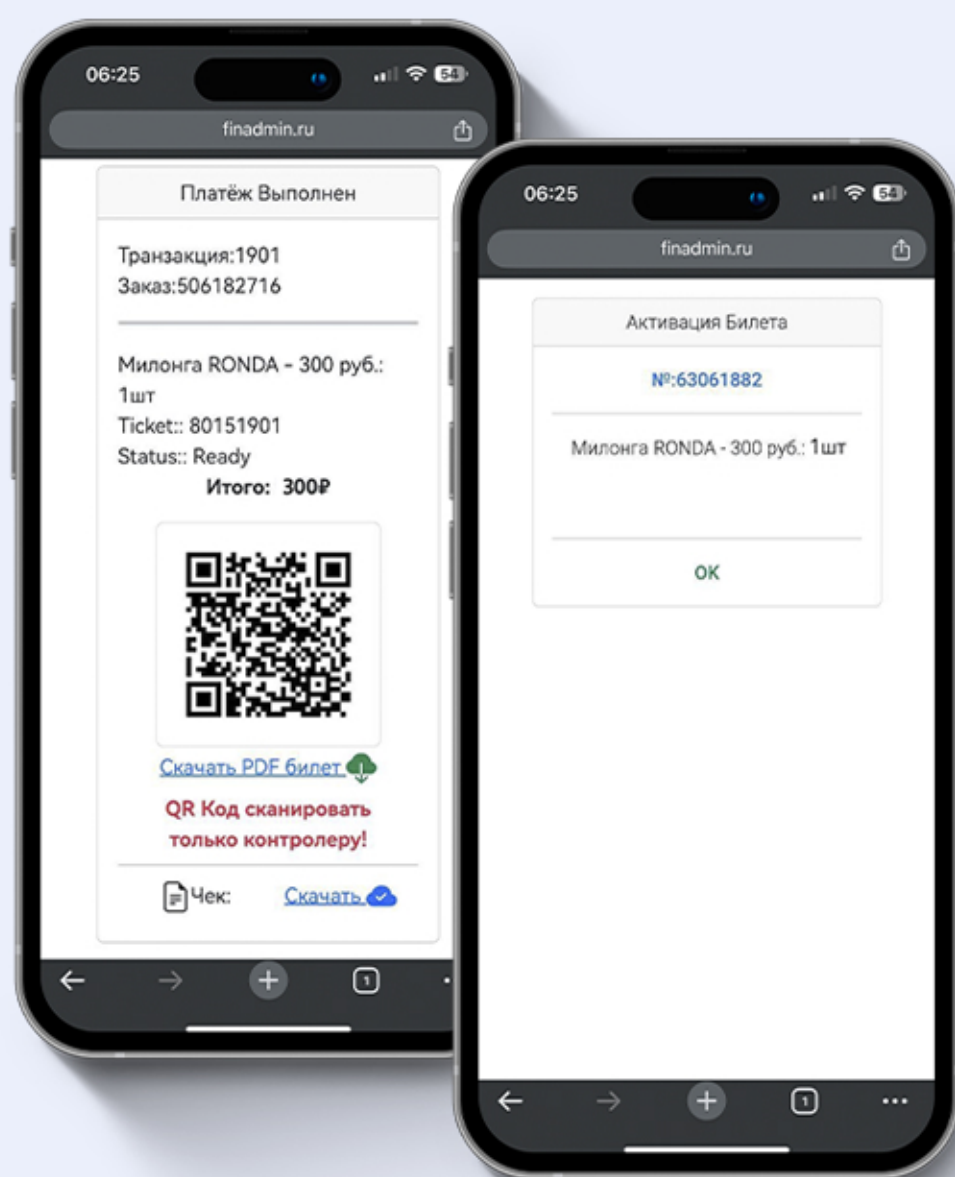 06:25
54
finadmin.ru
Платёж Выполнен
Транзакция:1901
Заказ:506182716
Милонга RONDA - 300 руб.:
1шт
Ticket:: 80151901
Status:: Ready
Итого: 300₽
Скачать PDF билет
QR Код сканировать
только контролеру!
Чек: Скачать
1
06:25
54
finadmin.ru
Активация Билета
№:63061882
Милонга RONDA - 300 руб.: 1шт
OK
1